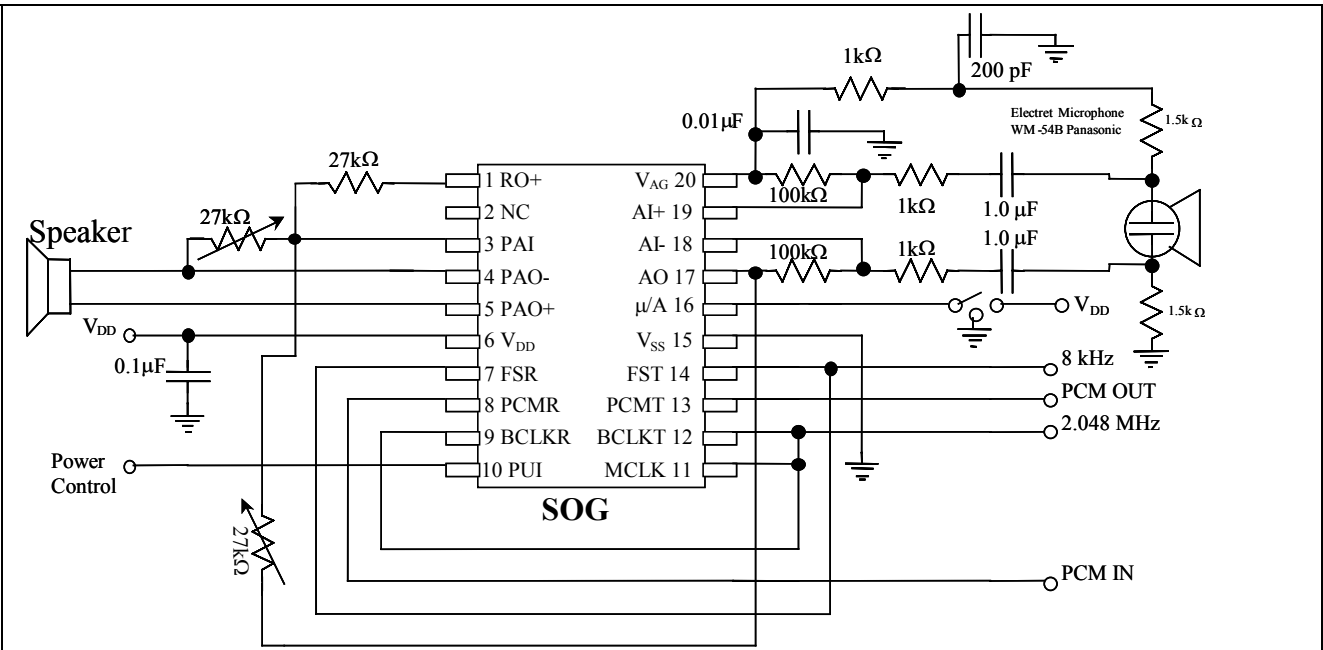 1kΩ
200 pF
0.01µF
Electret Microphone
WM -54B Panasonic
1.5k Ω
27kΩ
1 RO+
V_AG 20
100kΩ
1kΩ
1.0 µF
2 NC
AI+ 19
27kΩ
Speaker
3 PAI
AI- 18
100kΩ
1kΩ
1.0 µF
4 PAO-
AO 17
5 PAO+
µ/A 16
V_DD
1.5k Ω
V_DD
6 V_DD
V_SS 15
0.1µF
7 FSR
FST 14
8 kHz
8 PCMR
PCMT 13
PCM OUT
9 BCLKR
BCLKT 12
2.048 MHz
Power
Control
10 PUI
MCLK 11
SOG
27kΩ
PCM IN